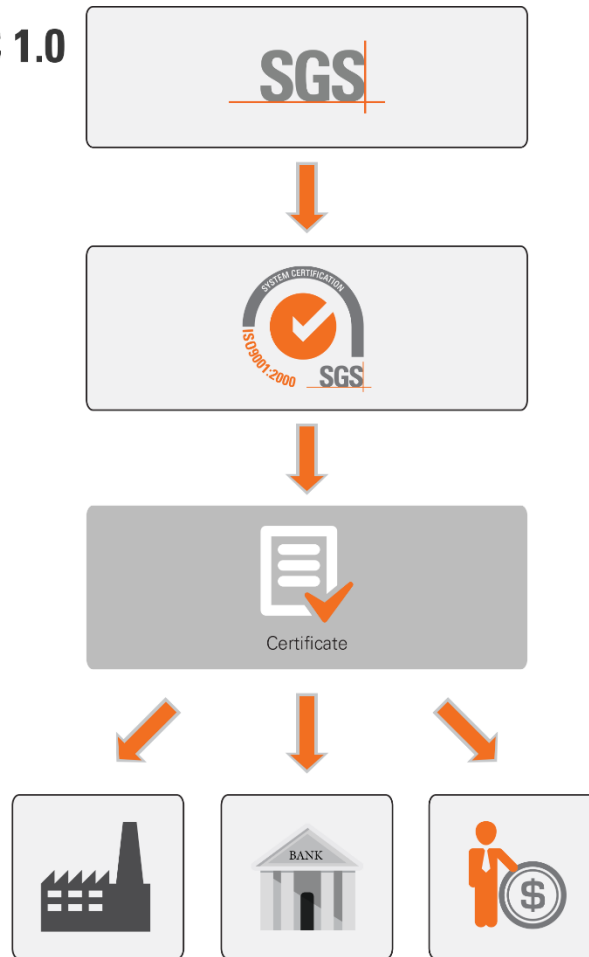 1.0
SGS
SYSTEM CERTIFICATION
ISO9001:2000
SGS
Certificate
BANK
$